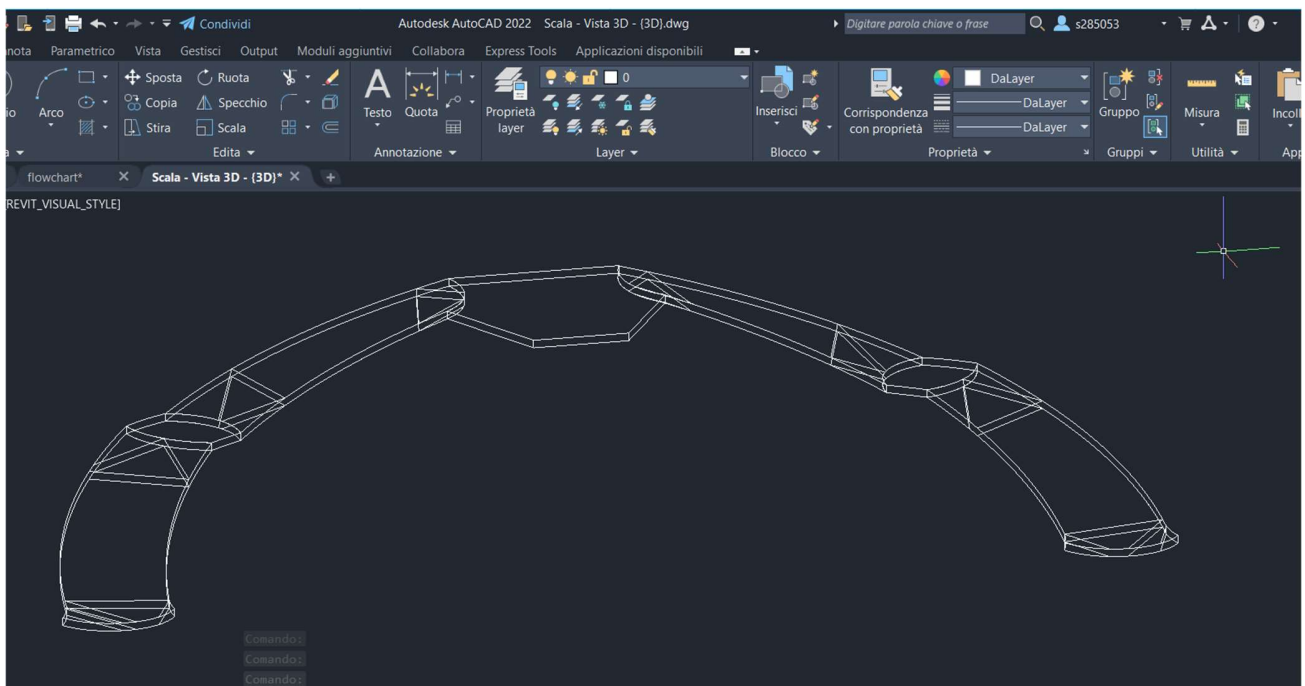 Condividi Autodesk AutoCAD 2022 Scala - Vista 3D - {3D}.dwg Digitare parola chiave o frase s285053
nota Parametrico Vista Gestisci Output Moduli aggiuntivi Collabora Express Tools Applicazioni disponibili
Sposta Ruota 0 DaLayer
io Arco Copia Specchio Testo Quota Proprietà layer Inserisci Corrispondenza con proprietà DaLayer Gruppo Misura Incoll
Stira Scala DaLayer
a Edita Annotazione Layer Blocco Proprietà Gruppi Utilità App
flowchart* Scala - Vista 3D - {3D}* +
[REVIT_VISUAL_STYLE]
Comando:
Comando:
Comando: